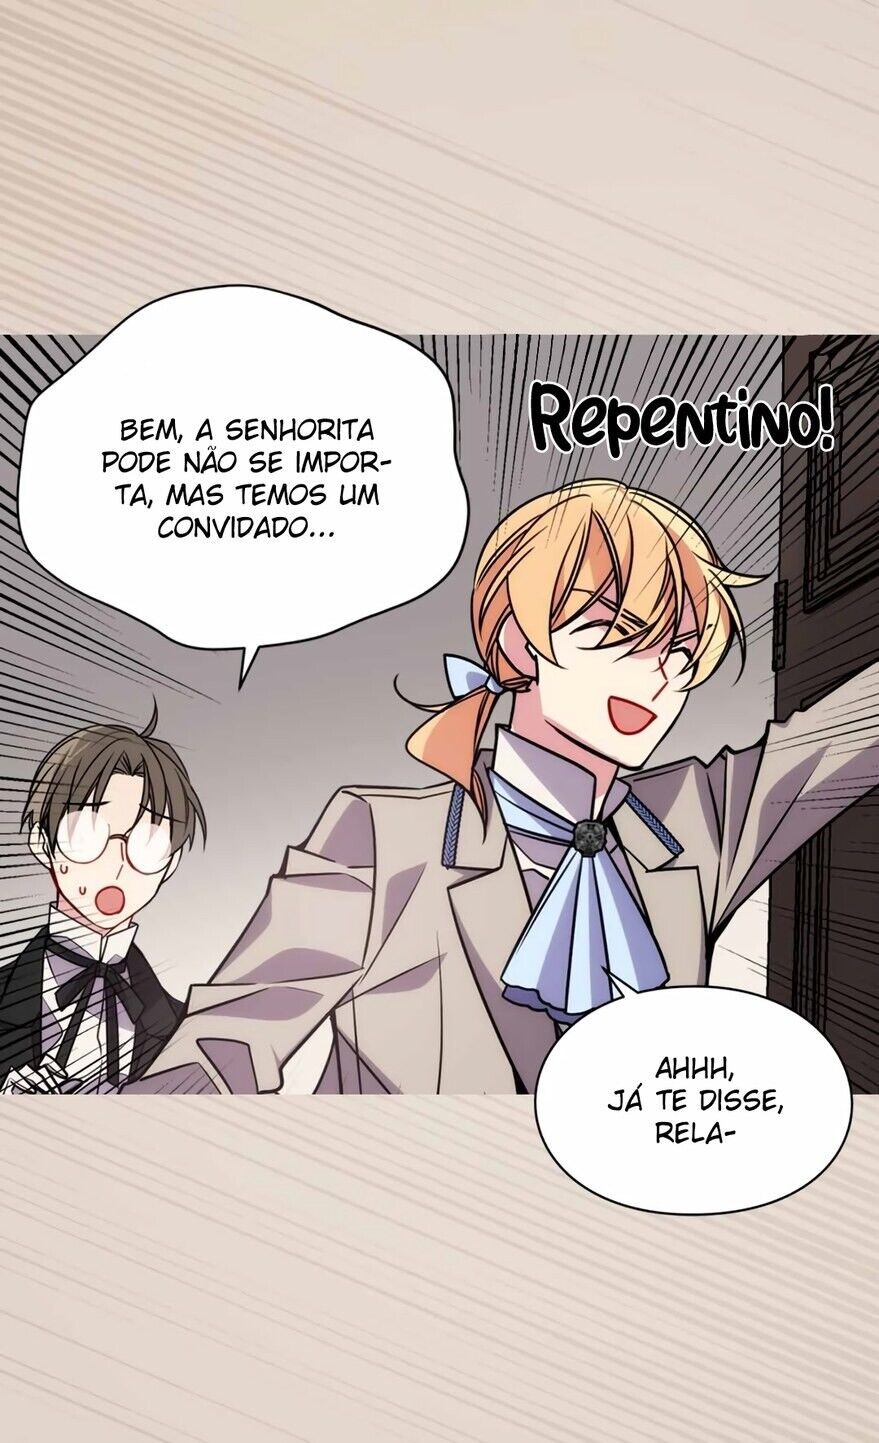 Repentino!
BEM, A SENHORITA
PODE NÃO SE IMPOR-
TA, MAS TEMOS UM
CONVIDADO...
AHHH,
JÁ TE DISSE,
RELA-